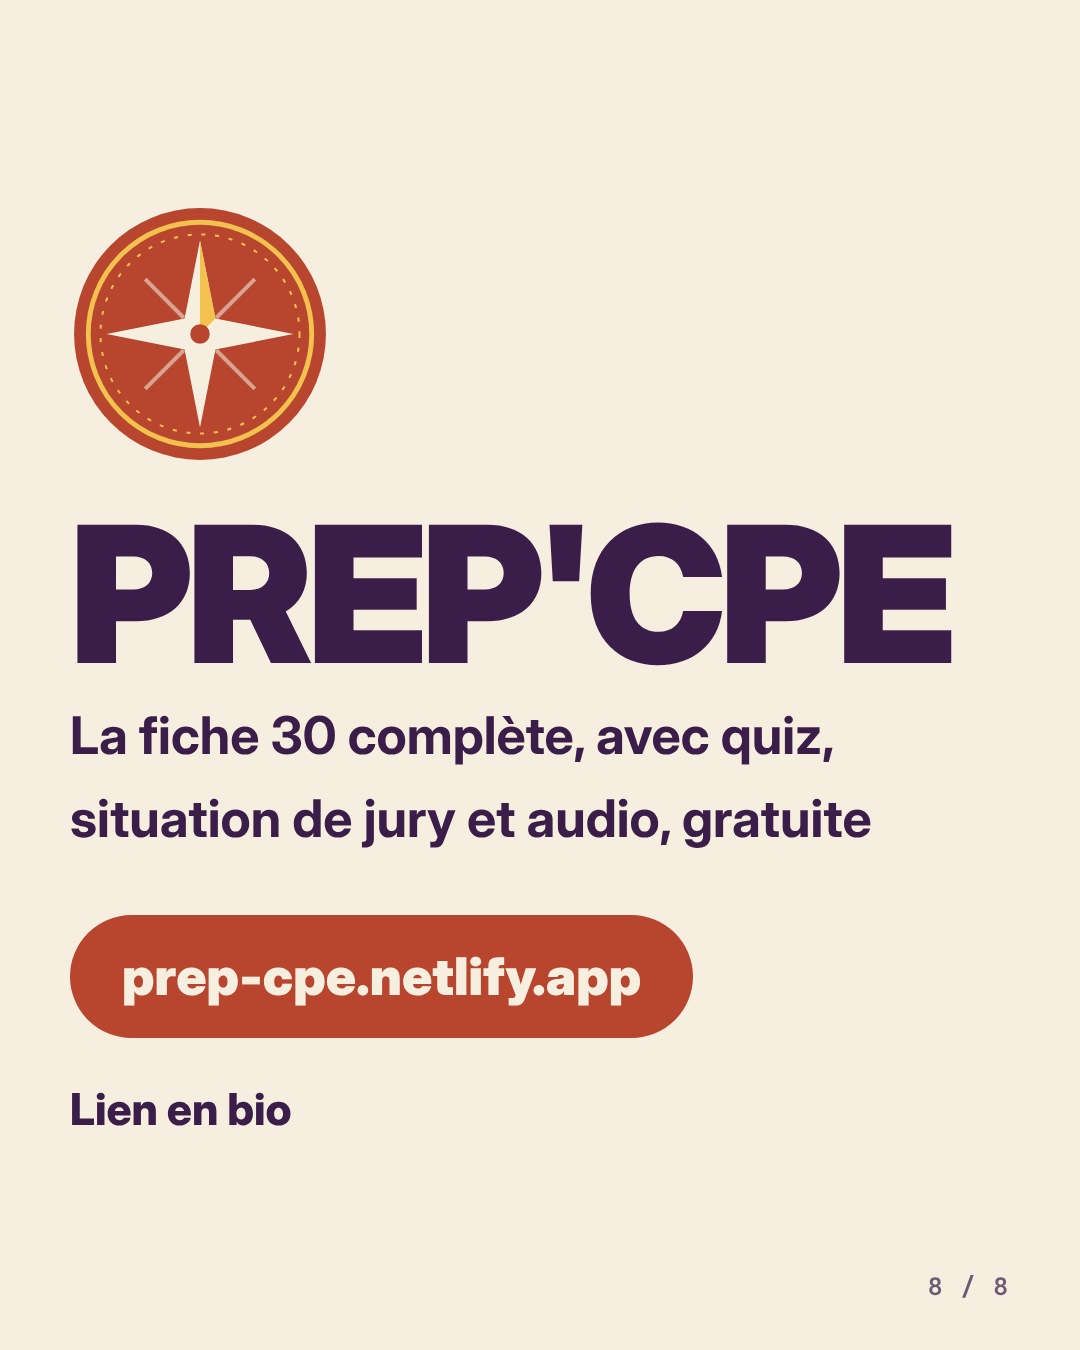 PREP'CPE
La fiche 30 complète, avec quiz,
situation de jury et audio, gratuite
prep-cpe.netlify.app
Lien en bio
8 / 8